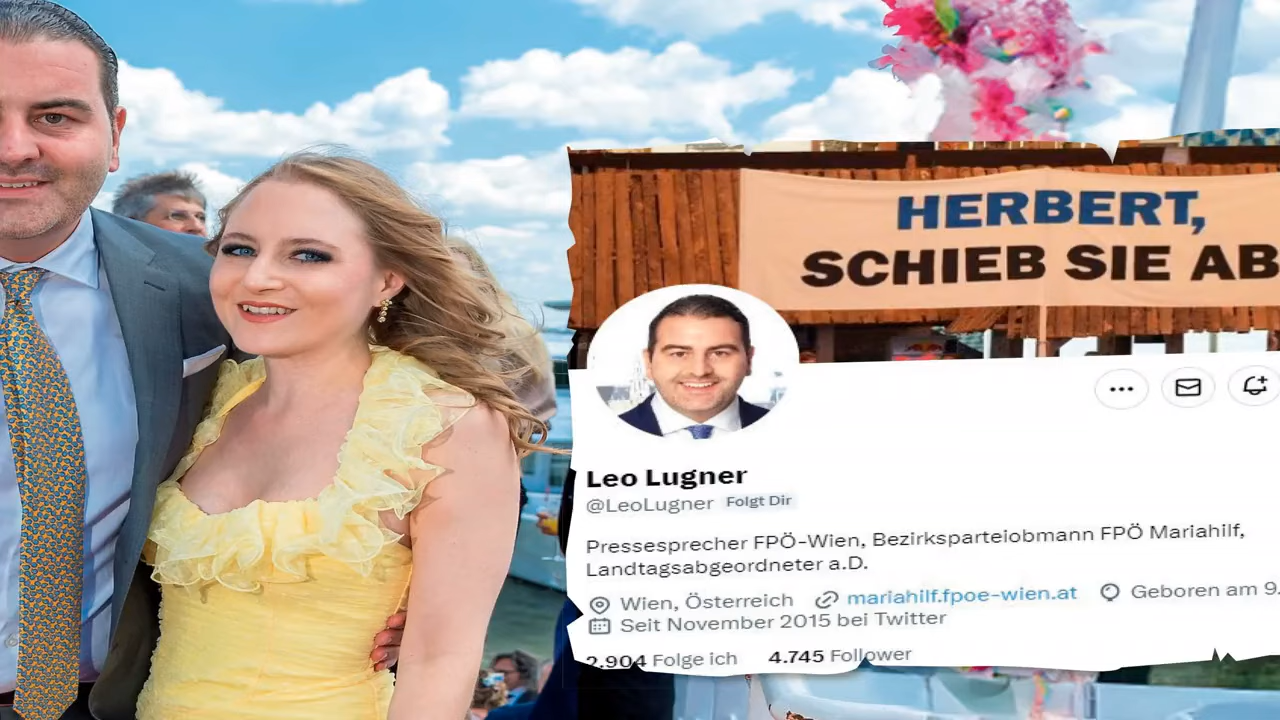 HERBERT,
SCHIEB SIE AB
Leo Lugner
@LeoLugner Folgt Dir
Pressesprecher FPÖ-Wien, Bezirksparteiobmann FPÖ Mariahilf,
Landtagsabgeordneter a.D.
Wien, Österreich mariahilf.fpoe-wien.at Geboren am 9.
Seit November 2015 bei Twitter
2.904 Folge ich 4.745 Follower